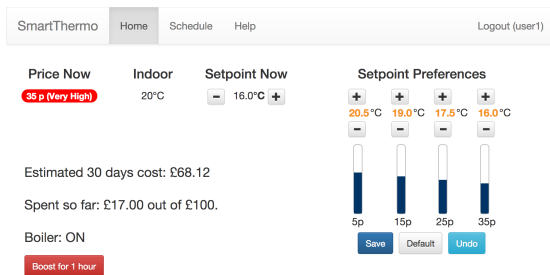 SmartThermo Home Schedule Help Logout (user1)
Price Now Indoor Setpoint Now
35 p (Very High) 20°C − 16.0°C +
Setpoint Preferences
+ + + +
20.5°C 19.0°C 17.5°C 16.0°C
− − − −
5p 15p 25p 35p
Save Default Undo
Estimated 30 days cost: £68.12
Spent so far: £17.00 out of £100.
Boiler: ON
Boost for 1 hour